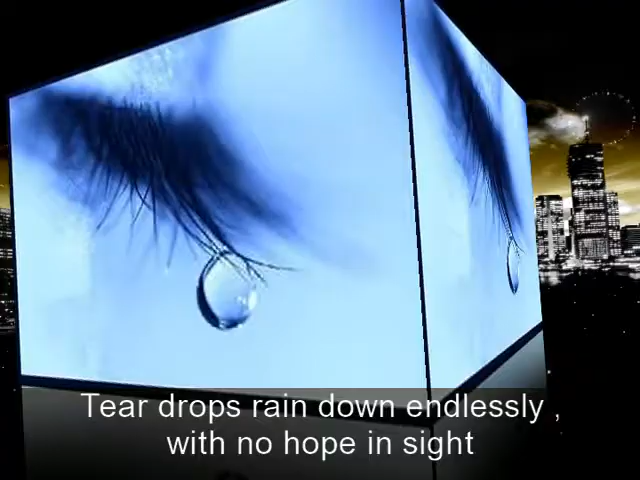 Tear drops rain down endlessly ,
with no hope in sight